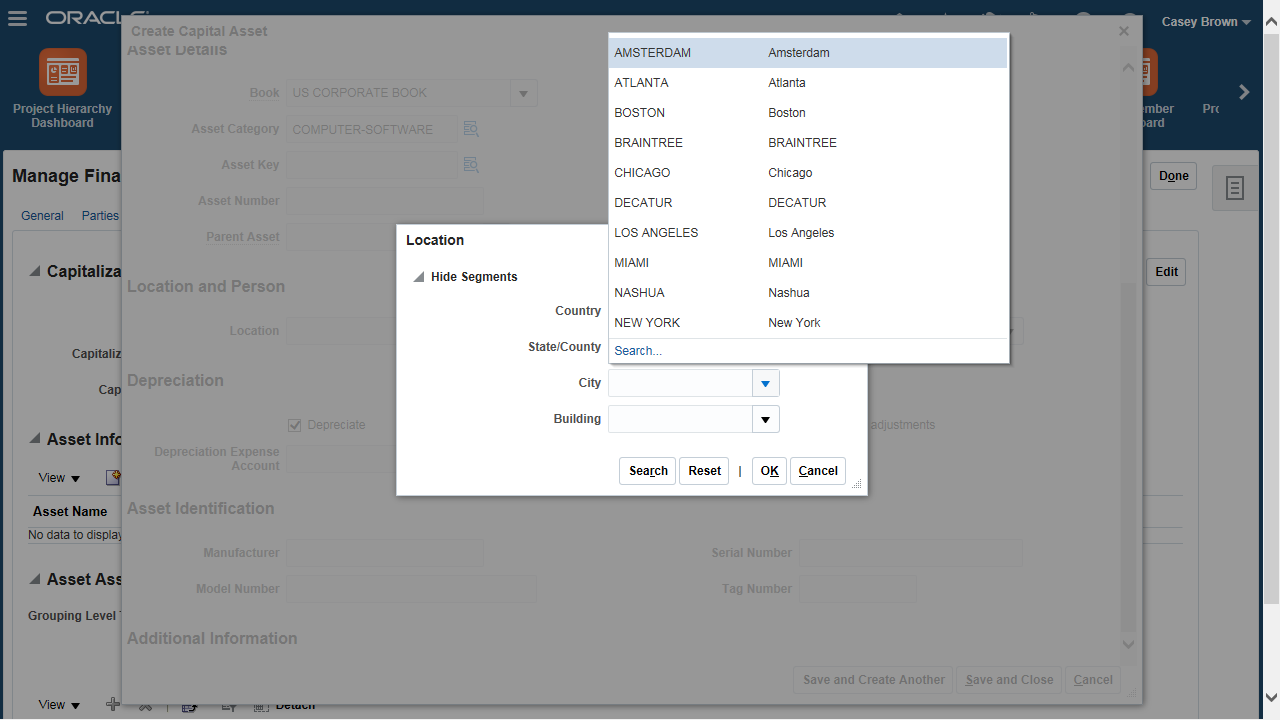 ORACLE
Casey Brown
Project Hierarchy
Dashboard
Create Capital Asset
Asset Details
Book
US CORPORATE BOOK
Asset Category
COMPUTER-SOFTWARE
Asset Key
Asset Number
Parent Asset
Location and Person
Location
Depreciation
Depreciate
adjustments
Depreciation Expense
Account
Asset Identification
Manufacturer
Serial Number
Model Number
Tag Number
Additional Information
Save and Create Another
Save and Close
Cancel
AMSTERDAM Amsterdam
ATLANTA Atlanta
BOSTON Boston
BRAINTREE BRAINTREE
CHICAGO Chicago
DECATUR DECATUR
LOS ANGELES Los Angeles
MIAMI MIAMI
NASHUA Nashua
NEW YORK New York
Search...
Location
Hide Segments
Country
State/County
City
Building
Search Reset | OK Cancel
Manage Fina
Done
General Parties
Capitaliza
Edit
Capitaliz
Cap
Asset Info
View
Asset Name
No data to display
Asset Ass
Grouping Level
View
Detach